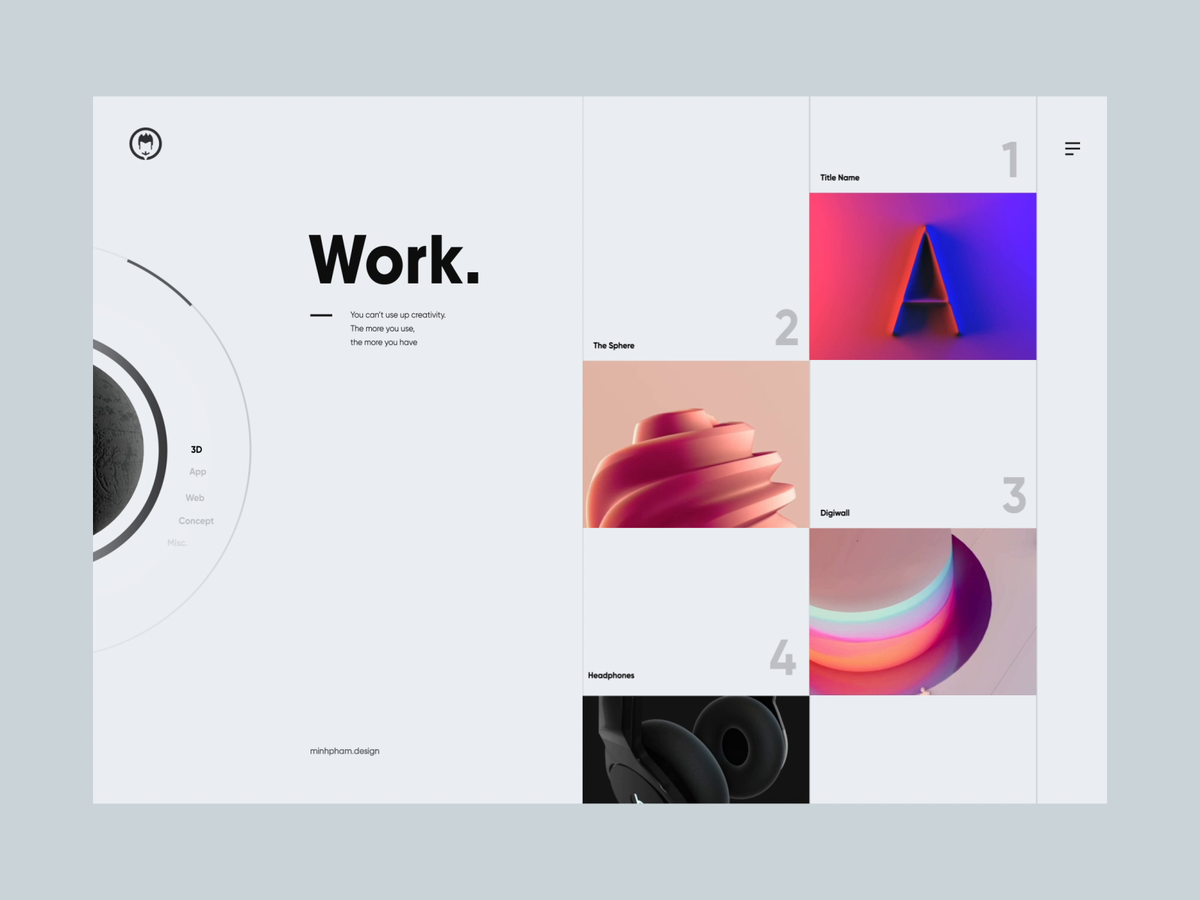 Work.
You can't use up creativity.
The more you use,
the more you have
3D
App
Web
Concept
Misc.
minhpham.design
1
Title Name
2
The Sphere
3
Digiwall
4
Headphones
A